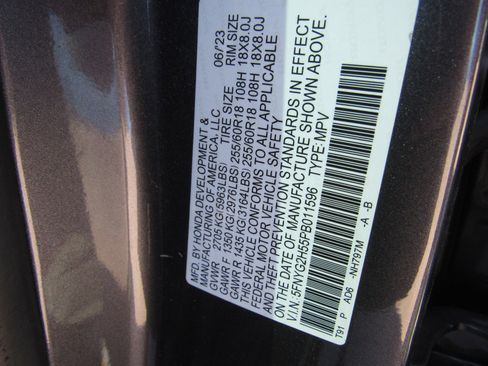 MFD. BY HONDA DEVELOPMENT & 06/23
& MANUFACTURING OF AMERICA, LLC
GVWR 2705 KG(5963LBS) TIRE SIZE RIM SIZE
GAWR F 1350 KG(2976LBS) 255/60R18 108H 18X8.0J
GAWR R 1435 KG(3164LBS) 255/60R18 108H 18X8.0J
THIS VEHICLE CONFORMS TO ALL APPLICABLE
FEDERAL MOTOR VEHICLE SAFETY
AND THEFT PREVENTION STANDARDS IN EFFECT
ON THE DATE OF MANUFACTURE SHOWN ABOVE.
V.I.N. 5FNYG2H55PB011596 TYPE:MPV
T91 P AD6 -NH797M -A -B